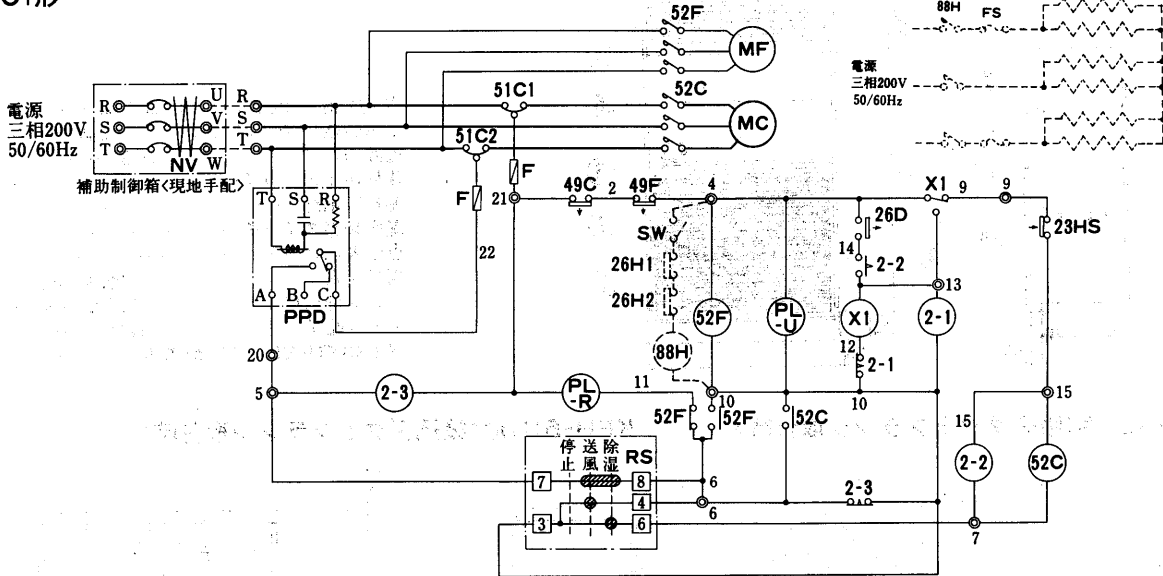 52F
88H
FS
MF
電源
三相200V
50/60Hz
電源
三相200V
50/60Hz
R
S
T
NV
U
V
W
R
S
T
51C1
51C2
52C
MC
補助制御箱〈現地手配〉
F
F
T
S
R
21
49C
2
49F
4
X1
9
9
SW
26D
23HS
14
2-2
26H1
22
26H2
13
A
B
C
PPD
52F
PL-U
X1
2-1
88H
12
2-1
20
5
2-3
PL-R
11
10
10
15
52F
52F
52C
15
停止
送風
除湿
RS
2-2
52C
7
8
6
4
6
2-3
3
6
7